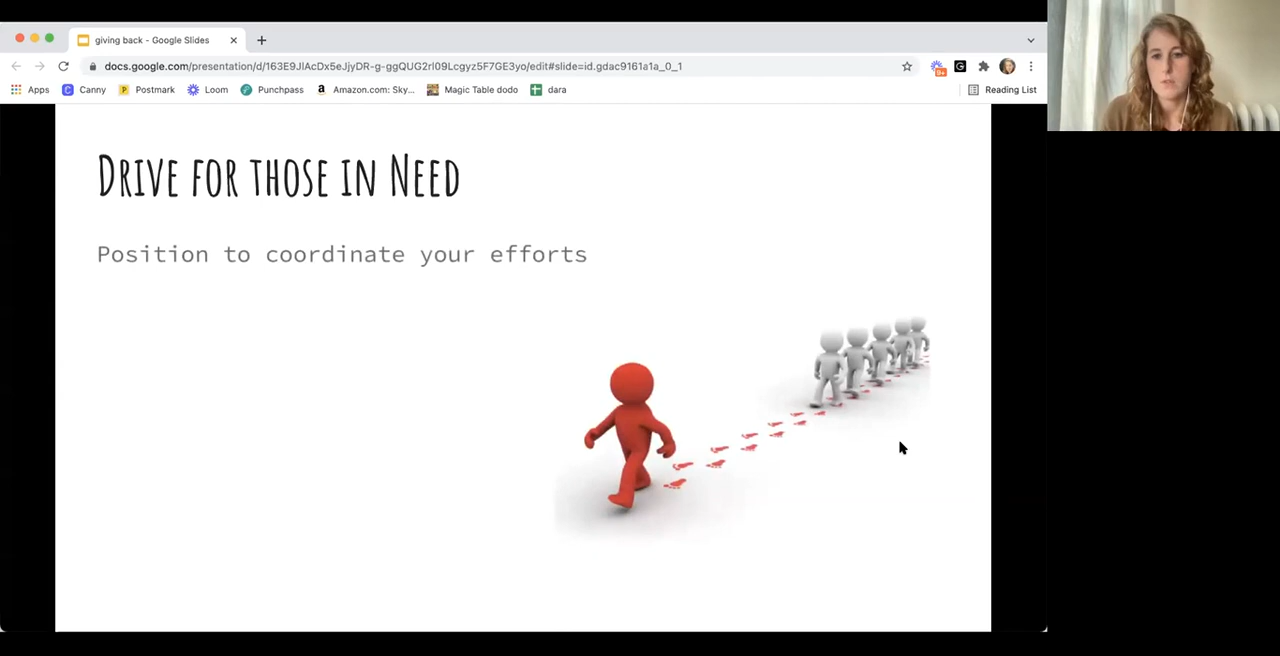 giving back - Google Slides
docs.google.com/presentation/d/163E9JlAcDx5eJjyDR-g-ggQUG2rl09Lcgyz5F7GE3yo/edit#slide=id.gdac9161a1a_0_1
9+
G
Apps
C
Canny
P
Postmark
Loom
Punchpass
a
Amazon.com: Sky...
Magic Table dodo
dara
Reading List
Drive for those in Need
Position to coordinate your efforts